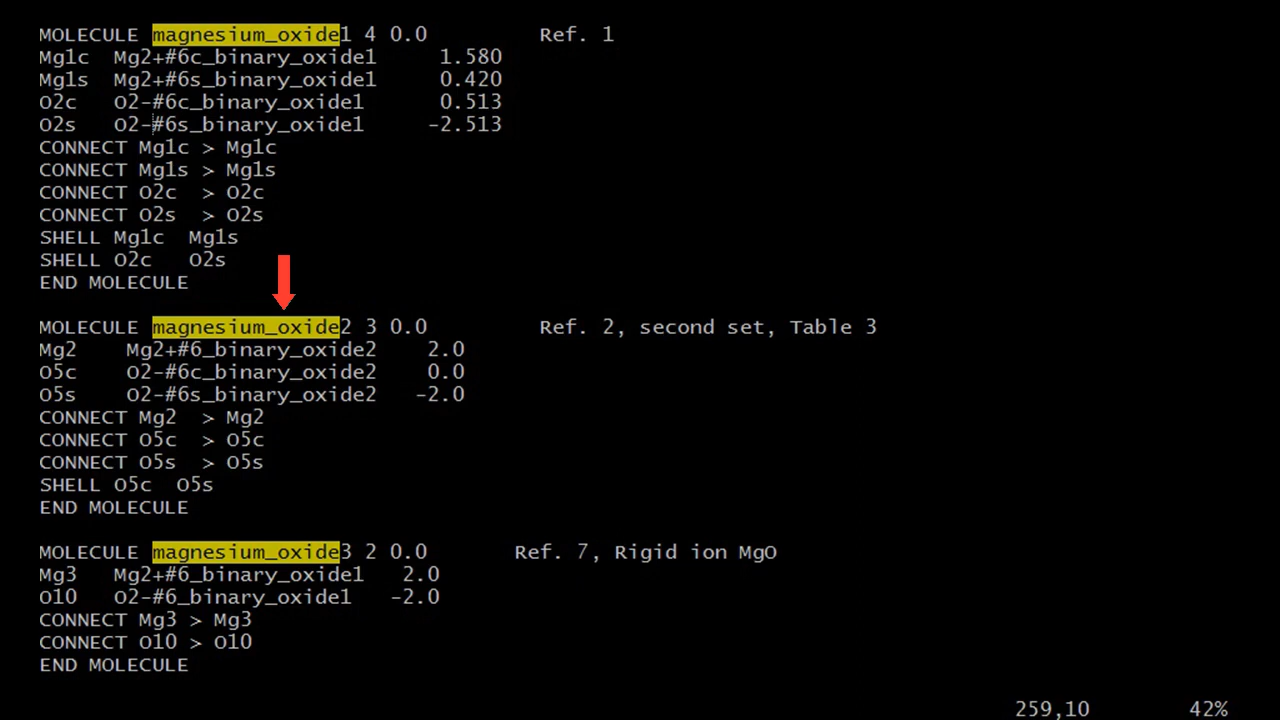 MOLECULE magnesium_oxide1 4 0.0         Ref. 1
Mg1c  Mg2+#6c_binary_oxide1     1.580
Mg1s  Mg2+#6s_binary_oxide1     0.420
O2c   O2-#6c_binary_oxide1      0.513
O2s   O2-#6s_binary_oxide1     -2.513
CONNECT Mg1c > Mg1c
CONNECT Mg1s > Mg1s
CONNECT O2c  > O2c
CONNECT O2s  > O2s
SHELL Mg1c  Mg1s
SHELL O2c   O2s
END MOLECULE
MOLECULE magnesium_oxide2 3 0.0         Ref. 2, second set, Table 3
Mg2    Mg2+#6_binary_oxide2    2.0
O5c    O2-#6c_binary_oxide2    0.0
O5s    O2-#6s_binary_oxide2   -2.0
CONNECT Mg2  > Mg2
CONNECT O5c  > O5c
CONNECT O5s  > O5s
SHELL O5c  O5s
END MOLECULE
MOLECULE magnesium_oxide3 2 0.0       Ref. 7, Rigid ion MgO
Mg3   Mg2+#6_binary_oxide1   2.0
O10   O2-#6_binary_oxide1   -2.0
CONNECT Mg3 > Mg3
CONNECT O10 > O10
END MOLECULE
259,10        42%